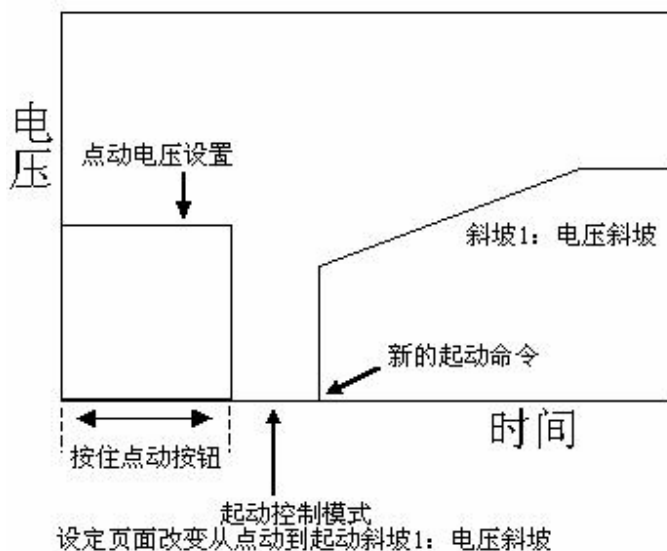 电压
点动电压设置
斜坡1：电压斜坡
新的起动命令
时间
按住点动按钮
起动控制模式
设定页面改变从点动到起动斜坡1：电压斜坡